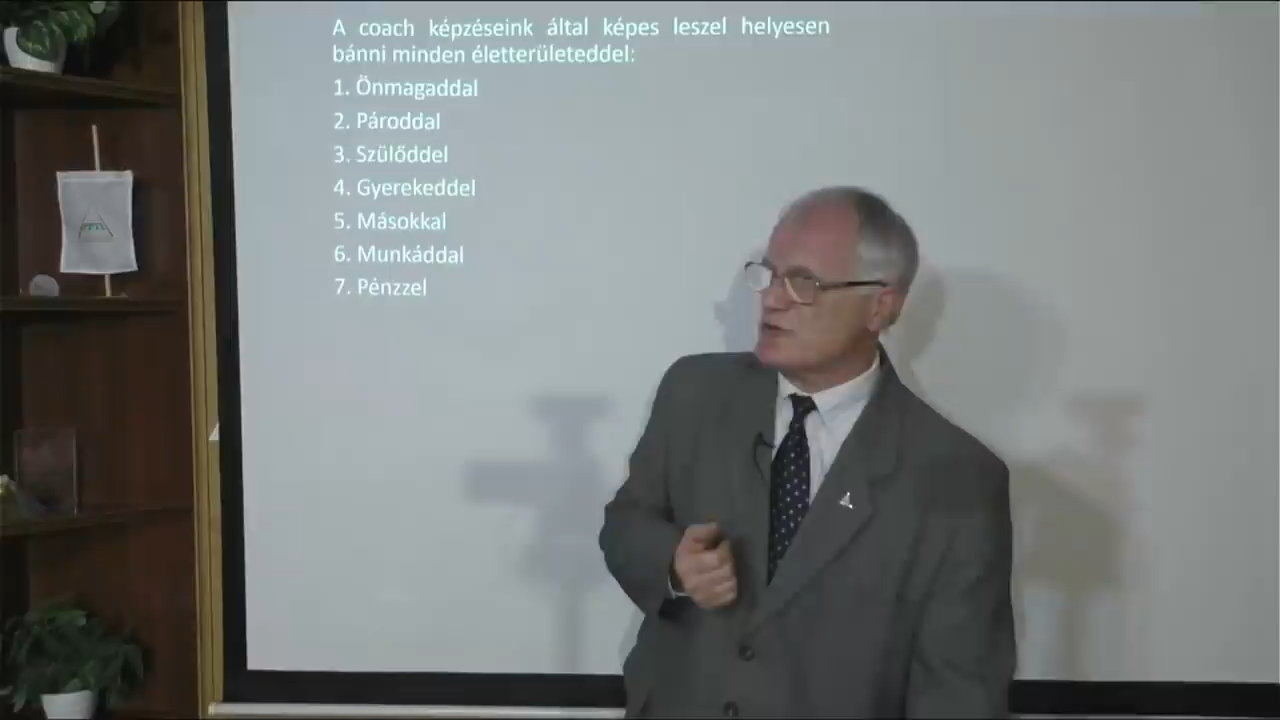 A coach képzéseink által képes leszel helyesen
bánni minden életterületeddel:
1. Önmagaddal
2. Pároddal
3. Szülőddel
4. Gyerekeddel
5. Másokkal
6. Munkáddal
7. Pénzzel